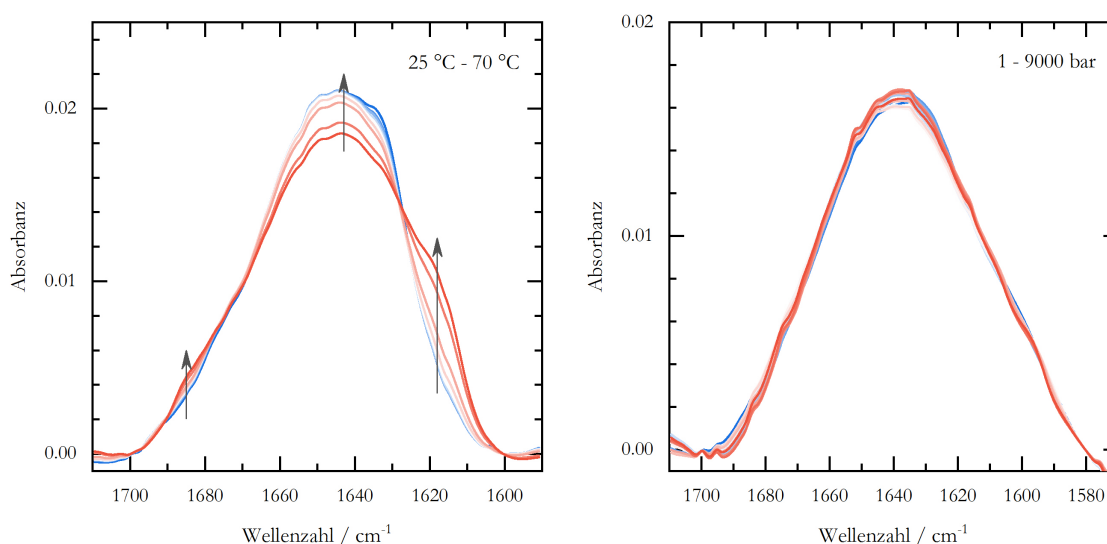 25 °C - 70 °C
0.02
0.01
0.00
Absorbanz
1700 1680 1660 1640 1620 1600
Wellenzahl / cm-1
1 - 9000 bar
0.02
0.01
0.00
Absorbanz
1700 1680 1660 1640 1620 1600 1580
Wellenzahl / cm-1